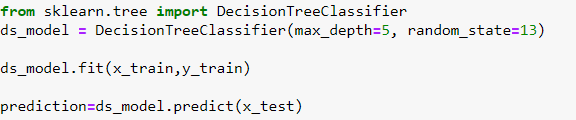 from sklearn.tree import DecisionTreeClassifier
ds_model = DecisionTreeClassifier(max_depth=5, random_state=13)
ds_model.fit(x_train,y_train)
prediction=ds_model.predict(x_test)